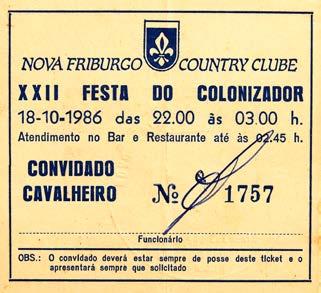 NOVA FRIBURGO COUNTRY CLUBE
XXII FESTA DO COLONIZADOR
18-10-1986 das 22.00 às 03.00 h.
Atendimento no Bar e Restaurante até às 02.45 h.
CONVIDADO
CAVALHEIRO Nº 1757
Funcionário
OBS.: O convidado deverá estar sempre de posse deste ticket e o
apresentará sempre que solicitado